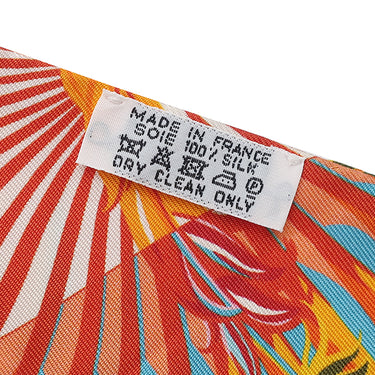 MADE IN FRANCE
SOIE 100% SILK
P
DRY CLEAN ONLY